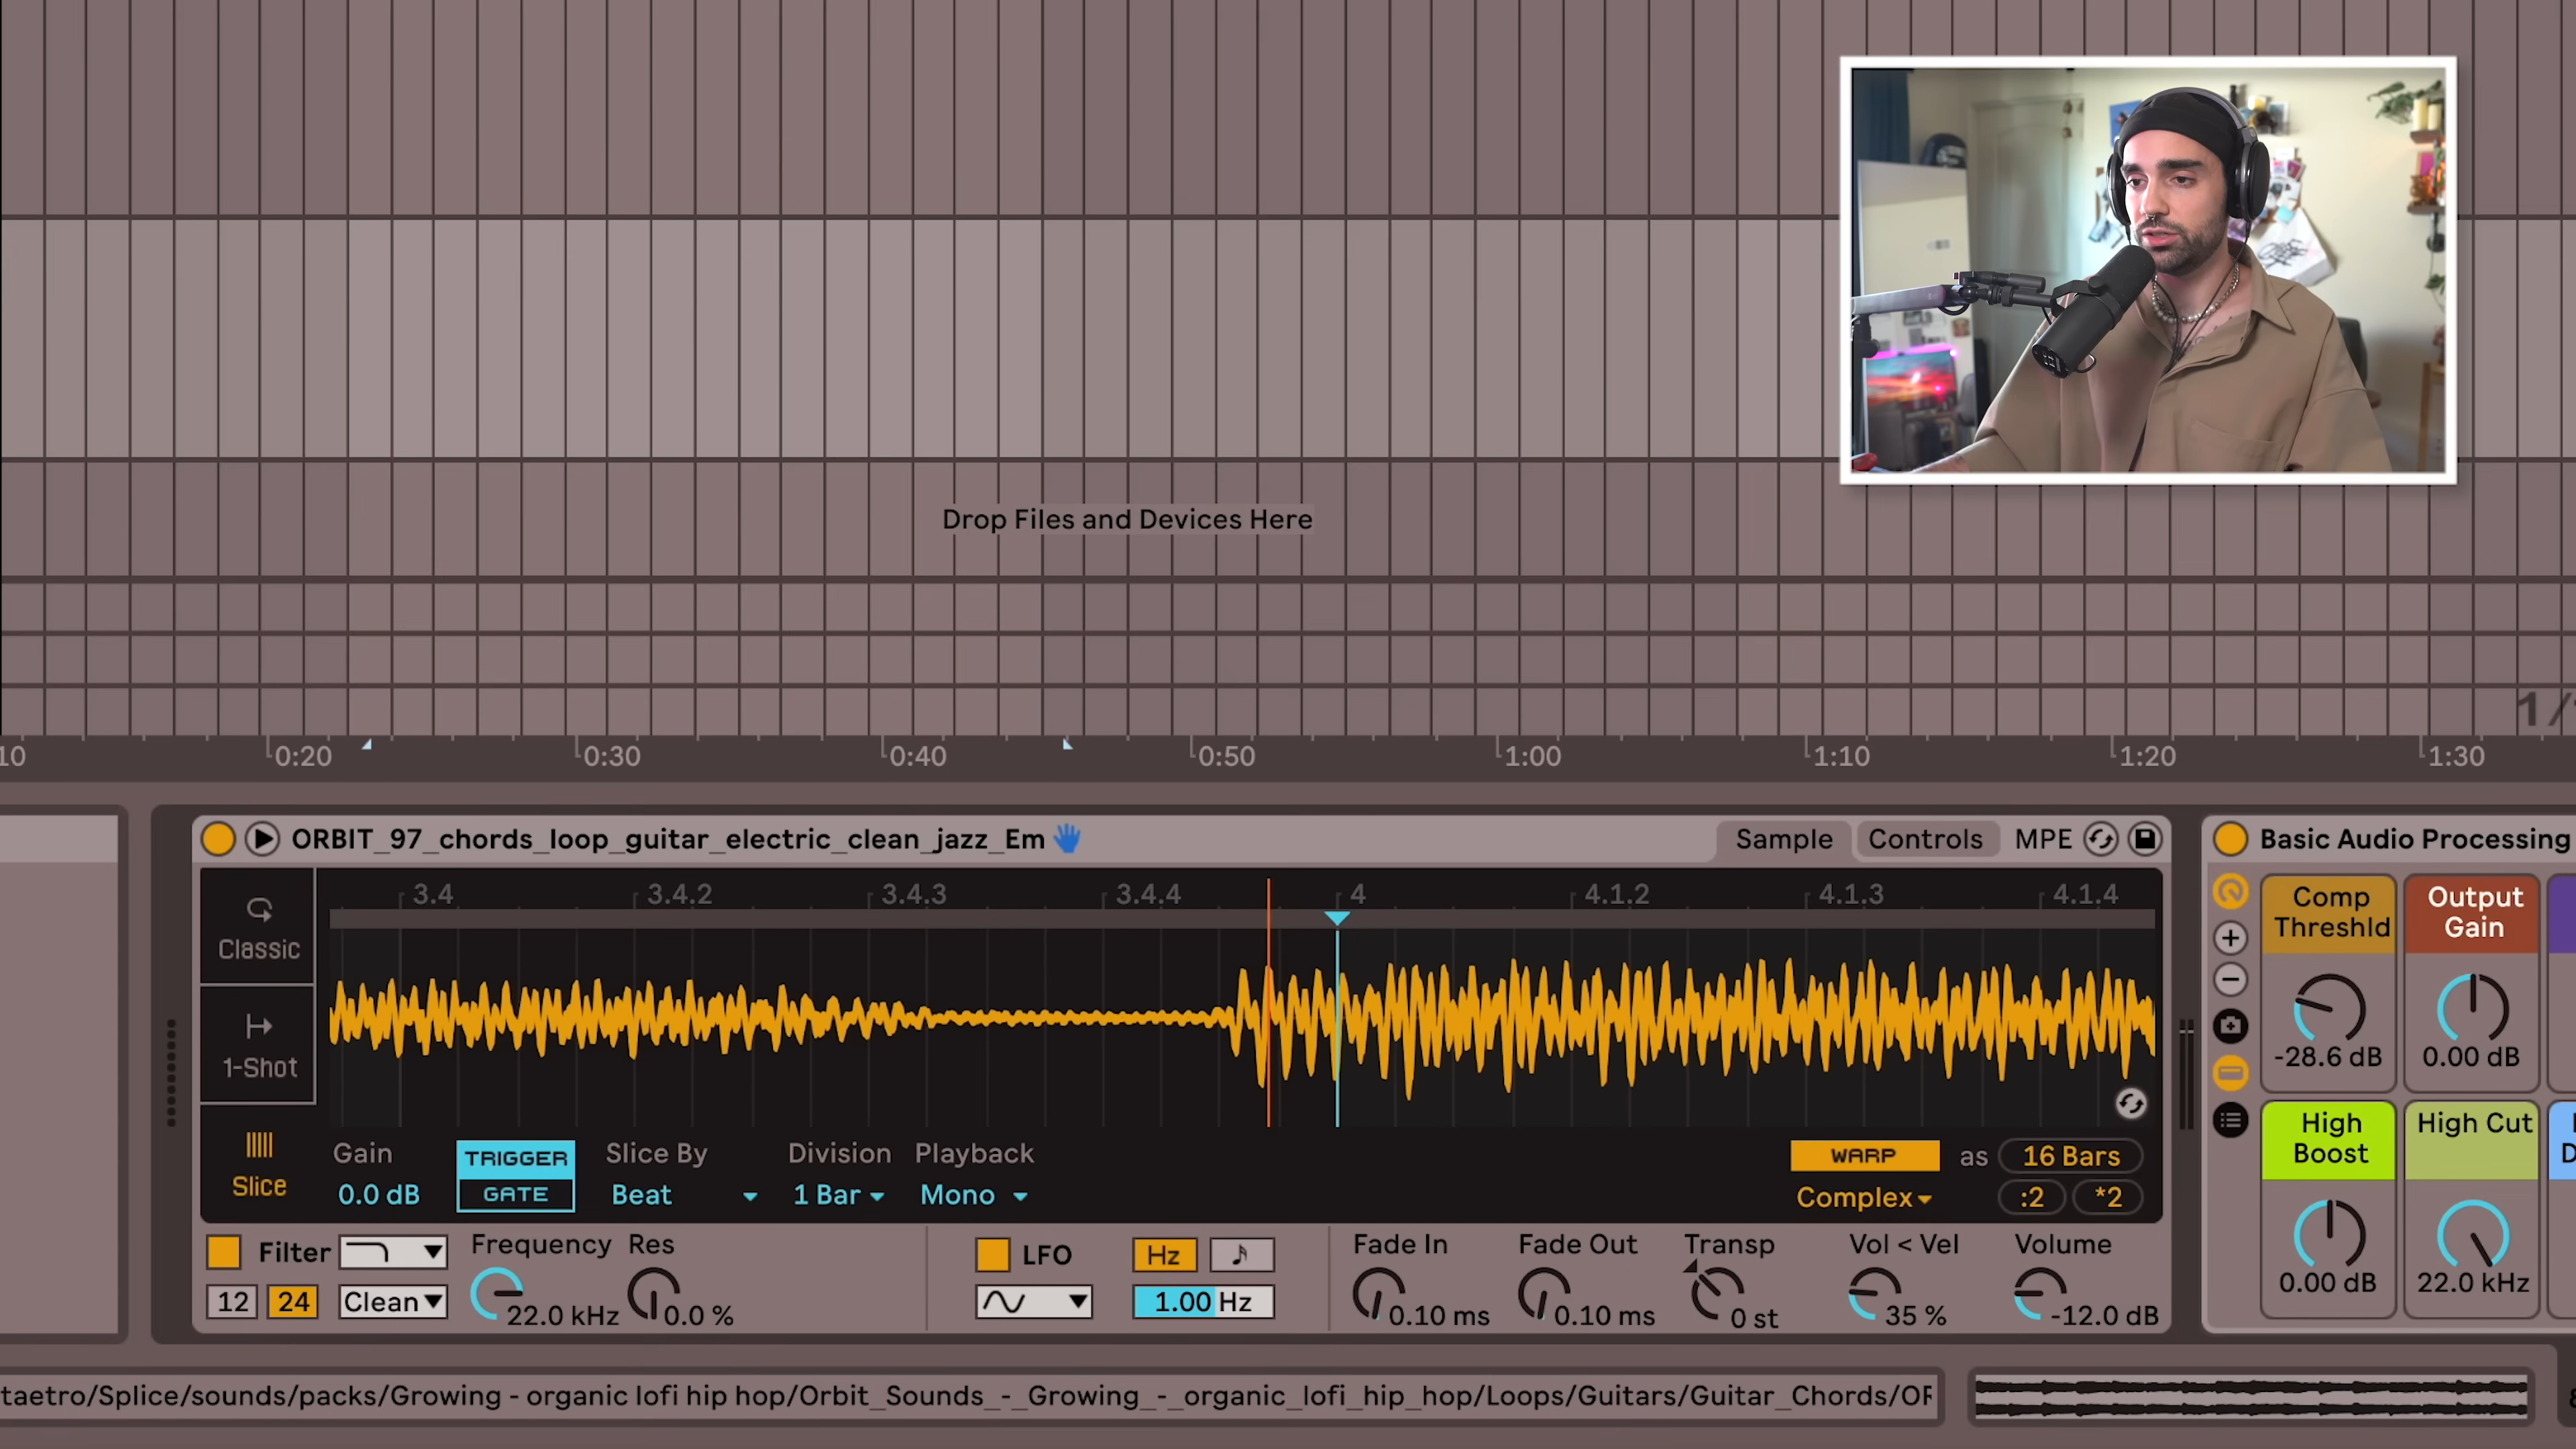 Drop Files and Devices Here
1/
10 0:20 0:30 0:40 0:50 1:00 1:10 1:20 1:30
ORBIT_97_chords_loop_guitar_electric_clean_jazz_Em
Sample Controls MPE
Basic Audio Processing
3.4 3.4.2 3.4.3 3.4.4 4 4.1.2 4.1.3 4.1.4
Classic
1-Shot
Slice
Gain
0.0 dB
TRIGGER
GATE
Slice By
Beat
Division
1 Bar
Playback
Mono
WARP as 16 Bars
Complex :2 *2
Filter
12 24 Clean
Frequency
22.0 kHz
Res
0.0 %
LFO
Hz
1.00 Hz
Fade In
0.10 ms
Fade Out
0.10 ms
Transp
0 st
Vol < Vel
35 %
Volume
-12.0 dB
Comp
Threshld
-28.6 dB
Output
Gain
0.00 dB
High
Boost
0.00 dB
High Cut
22.0 kHz
taetro/Splice/sounds/packs/Growing - organic lofi hip hop/Orbit_Sounds_-_Growing_-_organic_lofi_hip_hop/Loops/Guitars/Guitar_Chords/OR